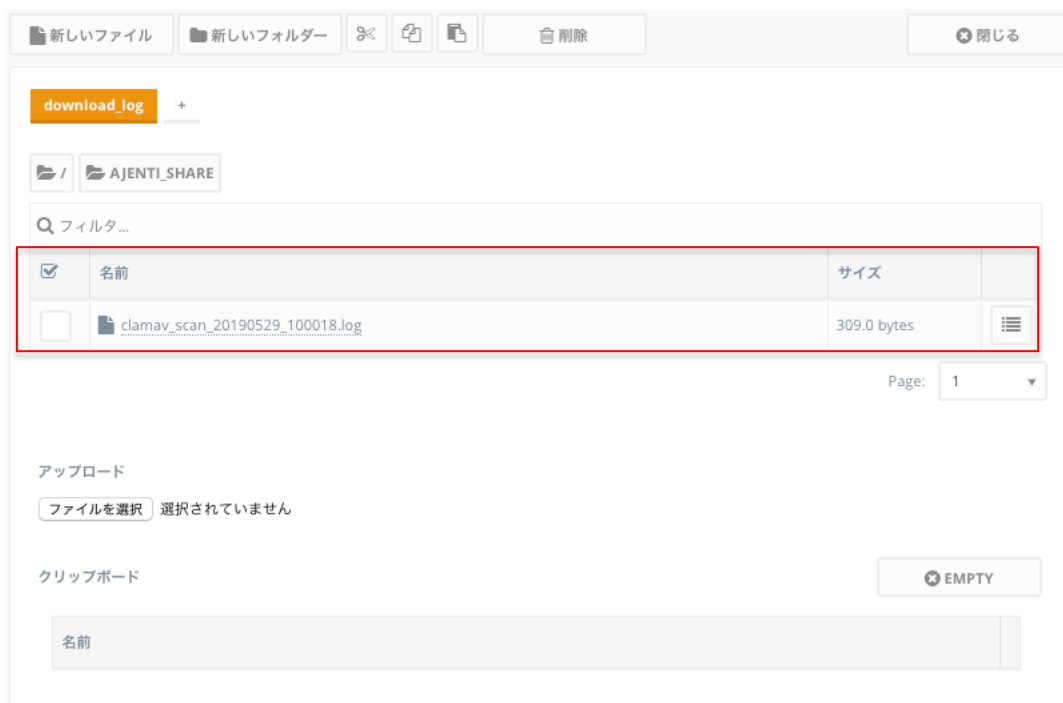 新しいファイル 新しいフォルダー 削除 閉じる
download_log +
/ AJENTI_SHARE
フィルタ...
名前 サイズ
clamav_scan_20190529_100018.log 309.0 bytes
Page: 1
アップロード
ファイルを選択 選択されていません
クリップボード EMPTY
名前